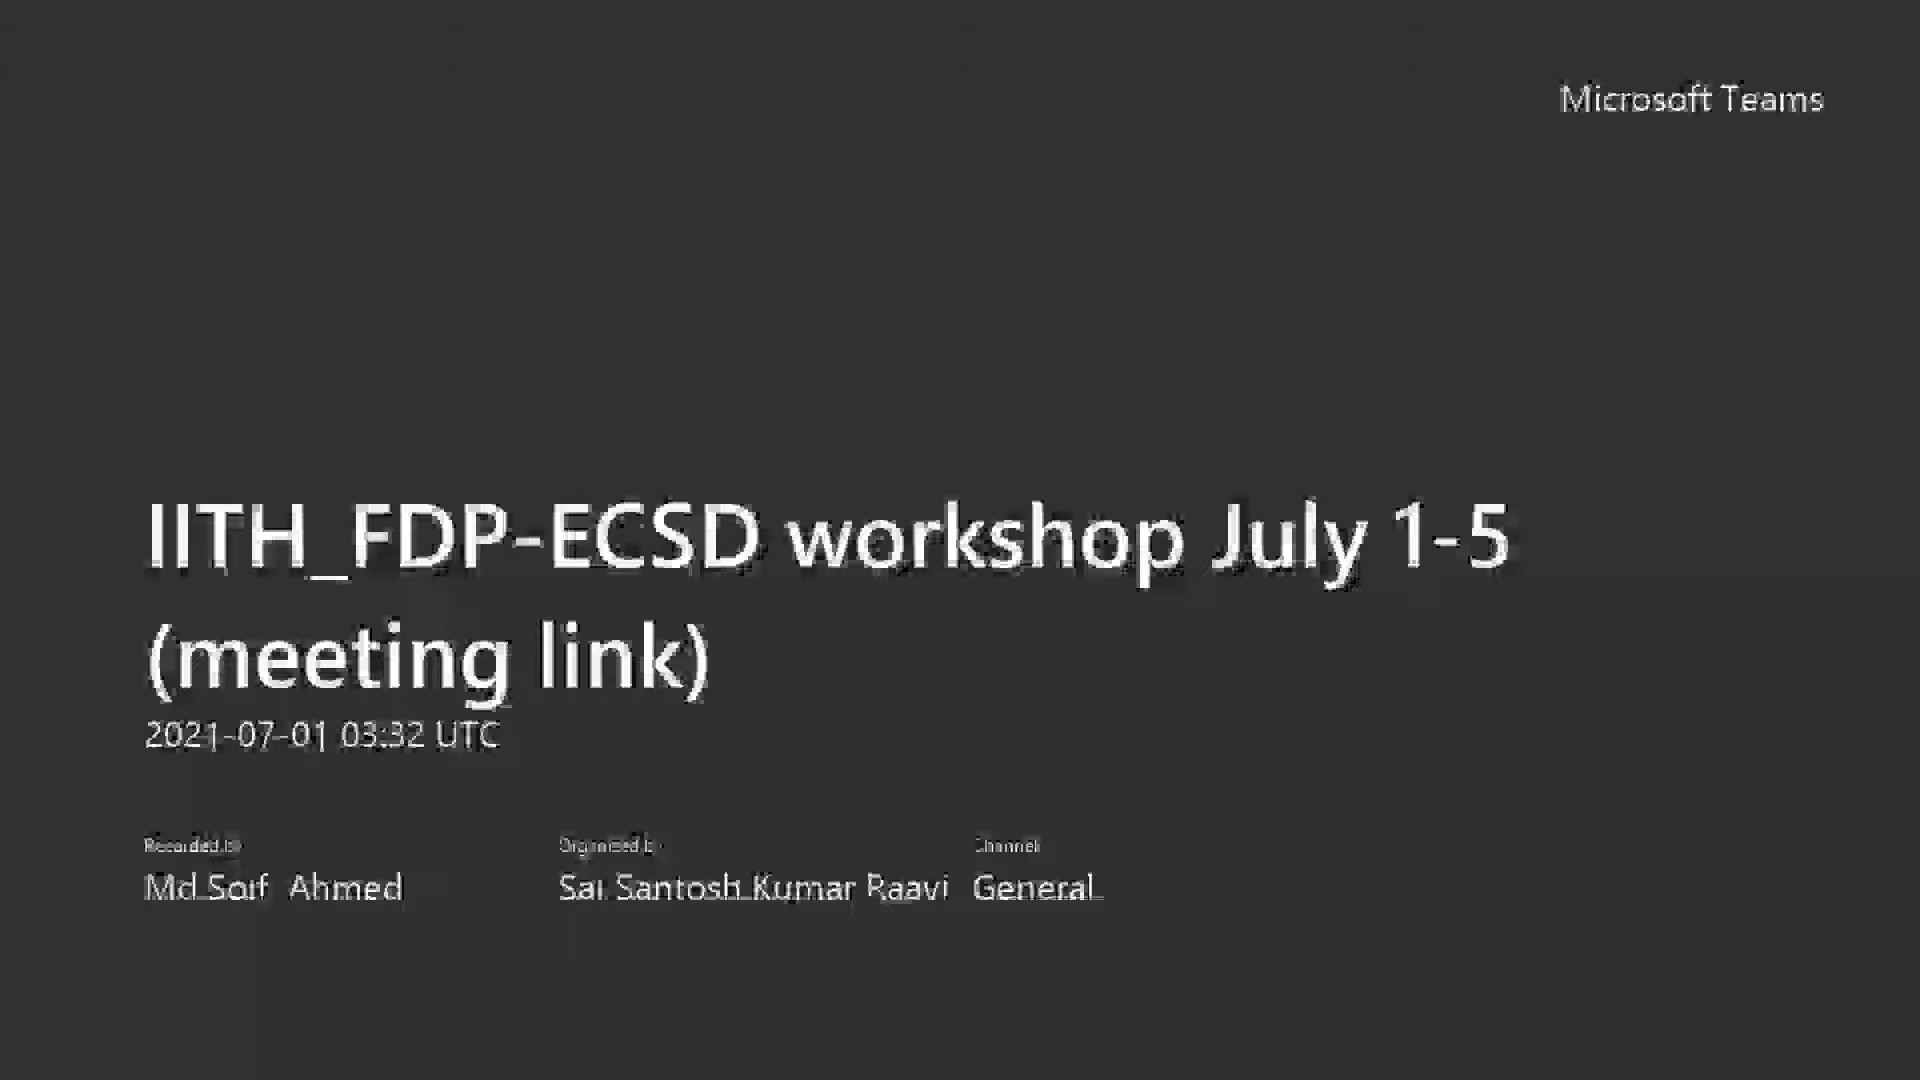 Microsoft Teams
IITH_FDP-ECSD workshop July 1-5
(meeting link)
2021-07-01 03:32 UTC
Recorded by
Organized by
Channel
Md Soif Ahmed
Sai Santosh Kumar Raavi
General